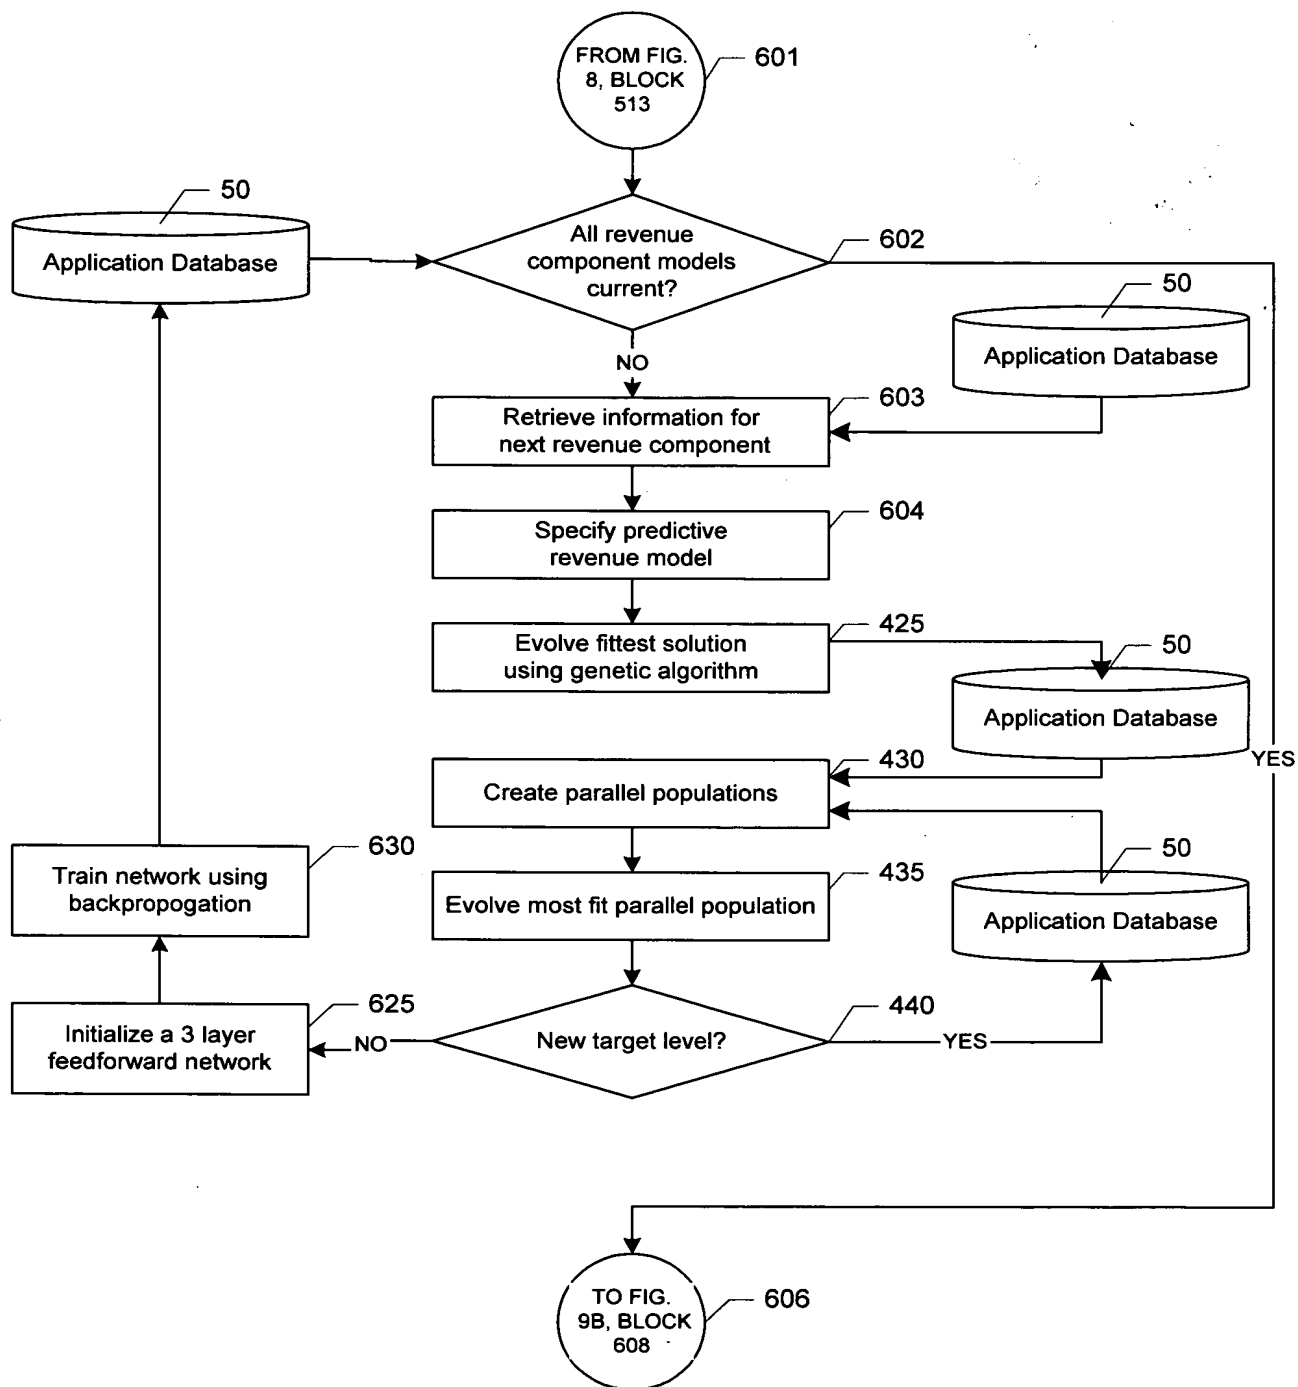 FROM FIG.
8, BLOCK
513
601
50
Application Database
All revenue
component models
current?
602
50
Application Database
NO
Retrieve information for
next revenue component
603
Specify predictive
revenue model
604
Evolve fittest solution
using genetic algorithm
425
50
Application Database
YES
Create parallel populations
430
Train network using
backpropogation
630
Evolve most fit parallel population
435
50
Application Database
Initialize a 3 layer
feedforward network
625
NO
New target level?
440
YES
TO FIG.
9B, BLOCK
608
606